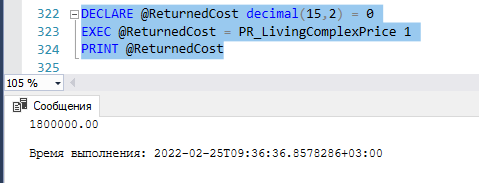 322 DECLARE @ReturnedCost decimal(15,2) = 0
323 EXEC @ReturnedCost = PR_LivingComplexPrice 1
324 PRINT @ReturnedCost
325
105 %
Сообщения
1800000.00
Время выполнения: 2022-02-25T09:36:36.8578286+03:00